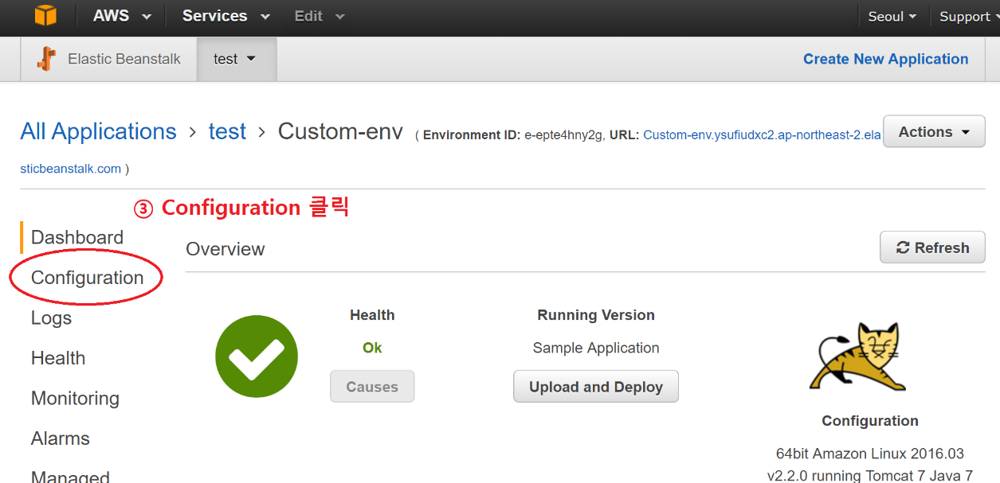 AWS Services Edit Seoul Support
Elastic Beanstalk test Create New Application
All Applications > test > Custom-env ( Environment ID: e-epte4hny2g, URL: Custom-env.ysufiudxc2.ap-northeast-2.ela
sticbeanstalk.com )
Actions
③ Configuration 클릭
Dashboard
Configuration
Logs
Health
Monitoring
Alarms
Managed
Overview
Refresh
Health
Ok
Causes
Running Version
Sample Application
Upload and Deploy
Configuration
64bit Amazon Linux 2016.03
v2.2.0 running Tomcat 7 Java 7